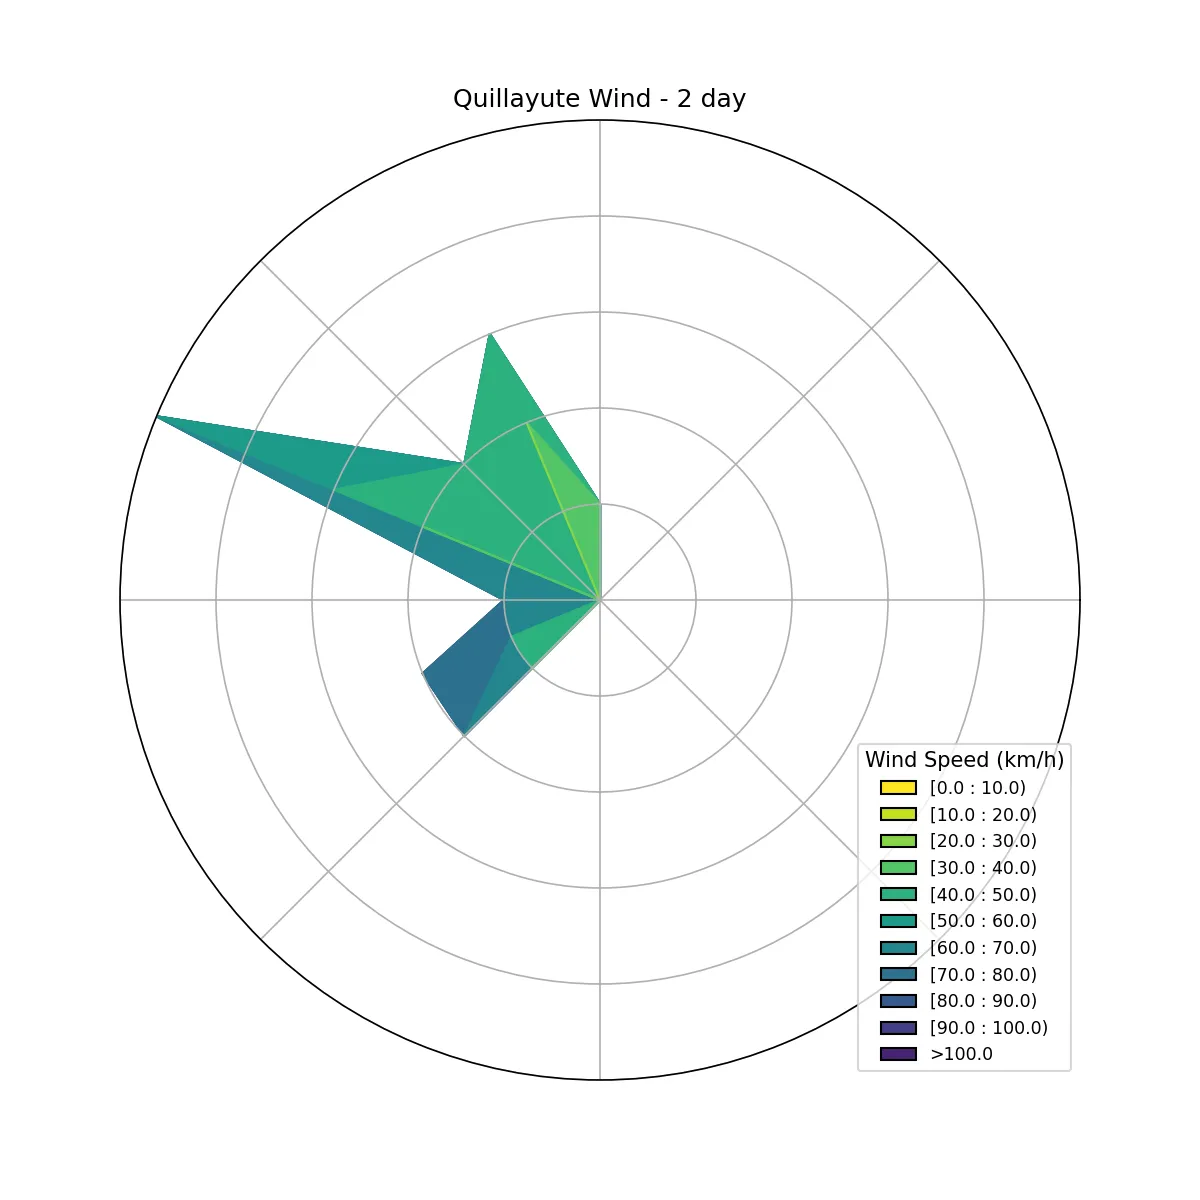 Quillayute Wind - 2 day
Wind Speed (km/h)
[0.0 : 10.0)
[10.0 : 20.0)
[20.0 : 30.0)
[30.0 : 40.0)
[40.0 : 50.0)
[50.0 : 60.0)
[60.0 : 70.0)
[70.0 : 80.0)
[80.0 : 90.0)
[90.0 : 100.0)
>100.0